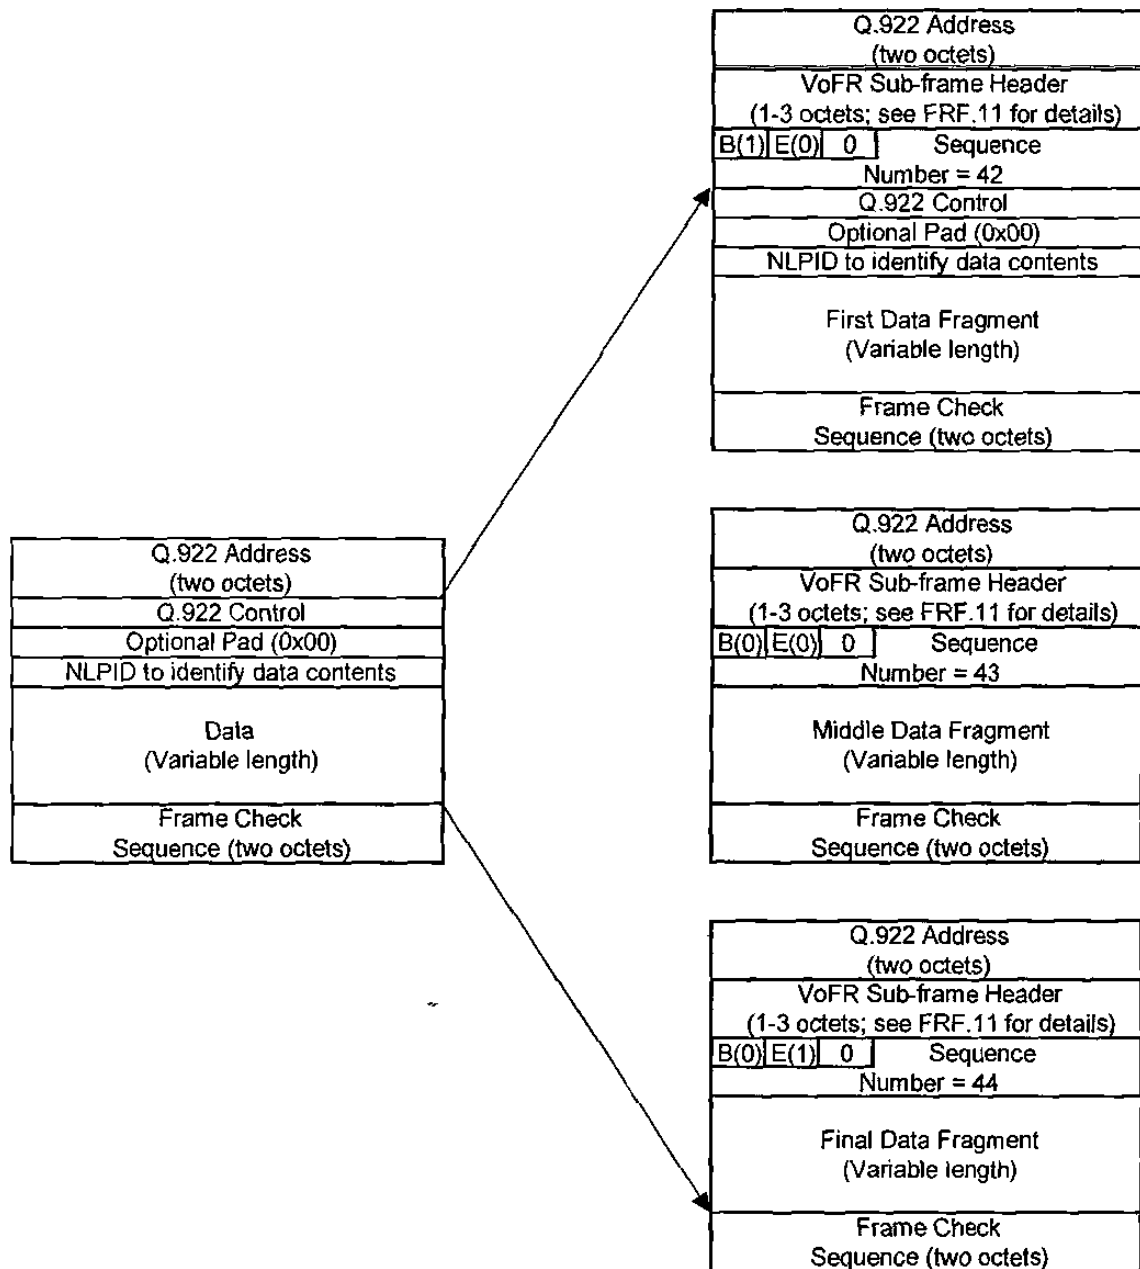 Q.922 Address
(two octets)
Q.922 Control
Optional Pad (0x00)
NLPID to identify data contents
Data
(Variable length)
Frame Check
Sequence (two octets)
Q.922 Address
(two octets)
VoFR Sub-frame Header
(1-3 octets; see FRF.11 for details)
B(1) E(0) 0 Sequence
Number = 42
Q.922 Control
Optional Pad (0x00)
NLPID to identify data contents
First Data Fragment
(Variable length)
Frame Check
Sequence (two octets)
Q.922 Address
(two octets)
VoFR Sub-frame Header
(1-3 octets; see FRF.11 for details)
B(0) E(0) 0 Sequence
Number = 43
Middle Data Fragment
(Variable length)
Frame Check
Sequence (two octets)
Q.922 Address
(two octets)
VoFR Sub-frame Header
(1-3 octets; see FRF.11 for details)
B(0) E(1) 0 Sequence
Number = 44
Final Data Fragment
(Variable length)
Frame Check
Sequence (two octets)